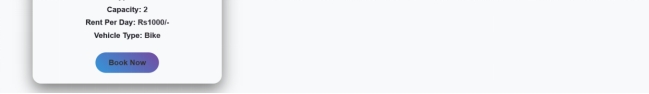 Capacity: 2
Rent Per Day: Rs1000/-
Vehicle Type: Bike
Book Now